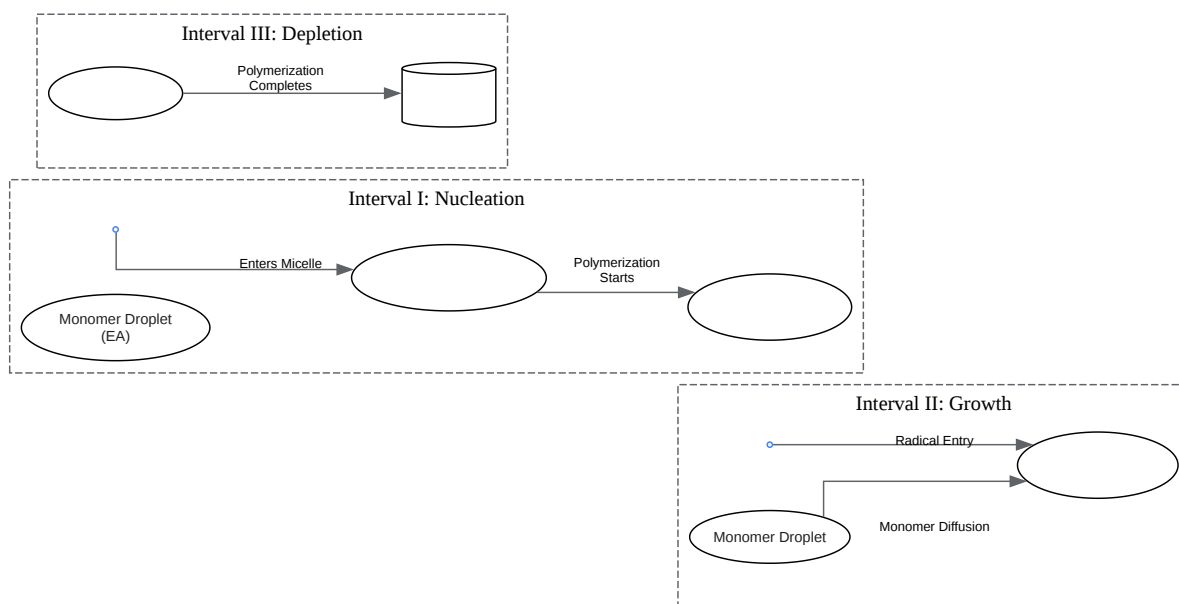 Interval III: Depletion
Polymerization
Completes
Interval I: Nucleation
Enters Micelle
Polymerization
Starts
Monomer Droplet
(EA)
Interval II: Growth
Radical Entry
Monomer Diffusion
Monomer Droplet